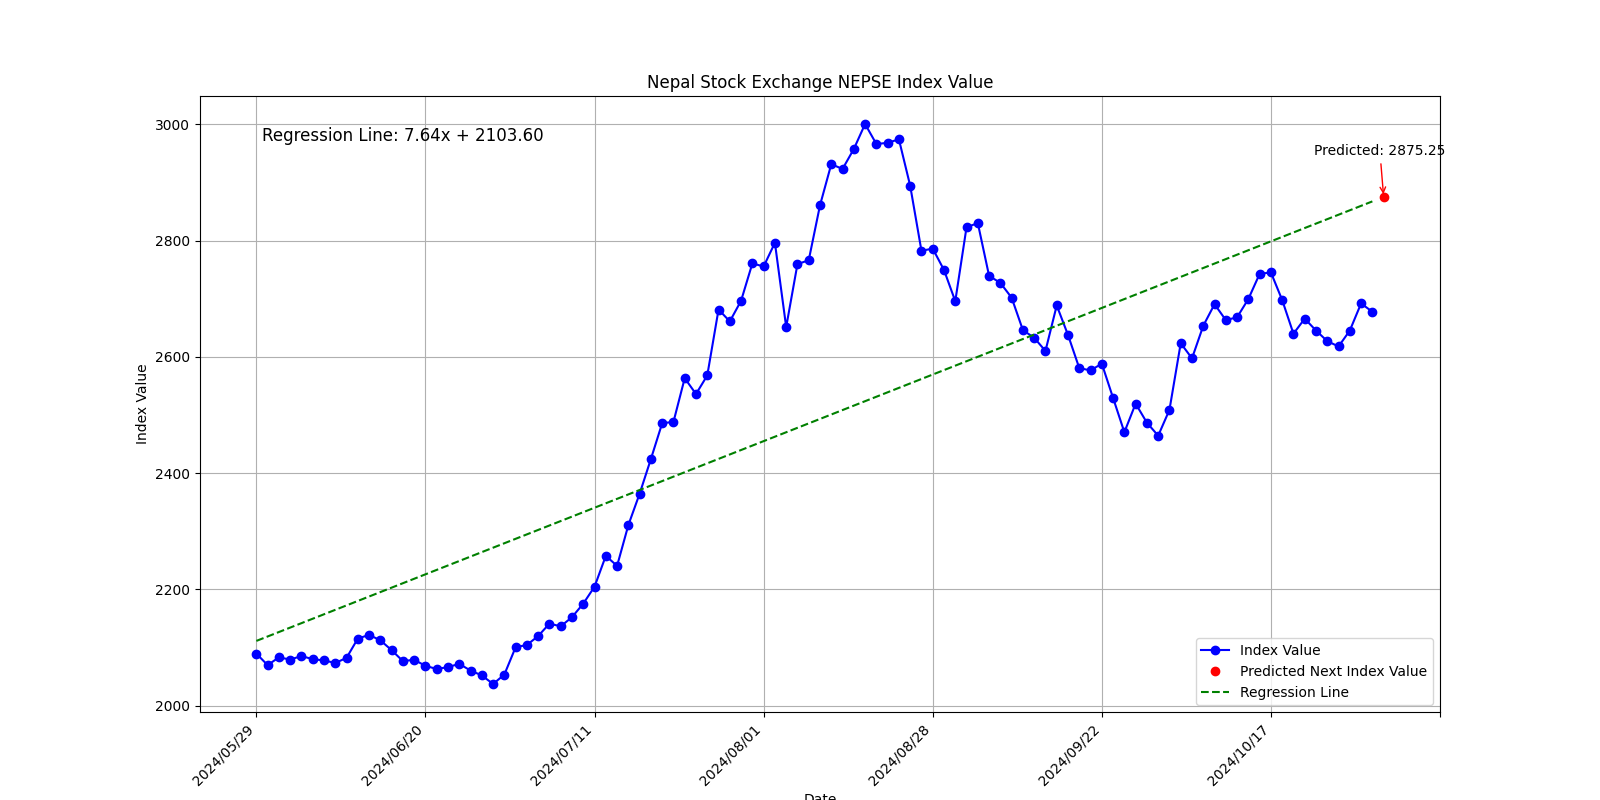 Nepal Stock Exchange NEPSE Index Value
3000
2800
2600
2400
2200
2000
Index Value
Regression Line: 7.64x + 2103.60
Predicted: 2875.25
Index Value
Predicted Next Index Value
Regression Line
2024/05/29
2024/06/20
2024/07/11
2024/08/01
2024/08/28
2024/09/22
2024/10/17
Date